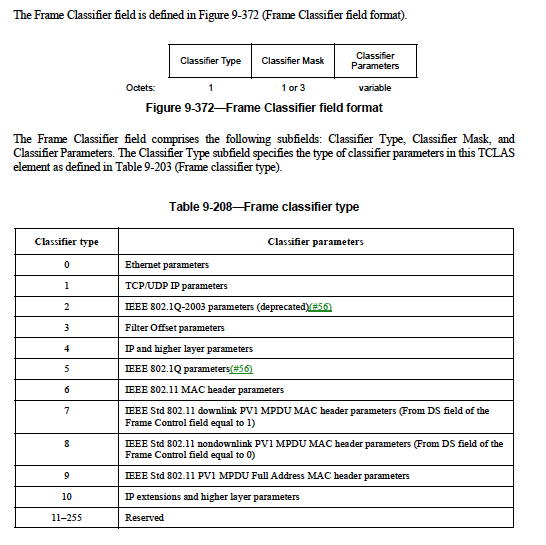 The Frame Classifier field is defined in Figure 9-372 (Frame Classifier field format).
Classifier Type Classifier Mask Classifier
Parameters
Octets: 1 1 or 3 variable
Figure 9-372—Frame Classifier field format
The Frame Classifier field comprises the following subfields: Classifier Type, Classifier Mask, and
Classifier Parameters. The Classifier Type subfield specifies the type of classifier parameters in this TCLAS
element as defined in Table 9-203 (Frame classifier type).
Table 9-208—Frame classifier type
Classifier type Classifier parameters
0 Ethernet parameters
1 TCP/UDP IP parameters
2 IEEE 802.1Q-2003 parameters (deprecated)(#56)
3 Filter Offset parameters
4 IP and higher layer parameters
5 IEEE 802.1Q parameters(#56)
6 IEEE 802.11 MAC header parameters
7 IEEE Std 802.11 downlink PV1 MPDU MAC header parameters (From DS field of the
Frame Control field equal to 1)
8 IEEE Std 802.11 nondownlink PV1 MPDU MAC header parameters (From DS field of the
Frame Control field equal to 0)
9 IEEE Std 802.11 PV1 MPDU Full Address MAC header parameters
10 IP extensions and higher layer parameters
11–255 Reserved